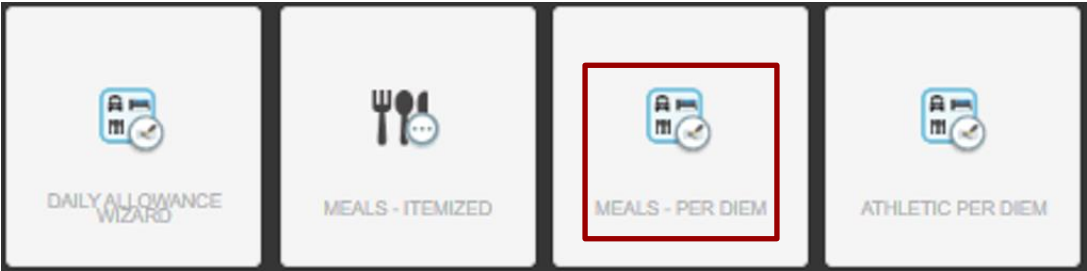 DAILY ALLOWANCE
WIZARD
MEALS - ITEMIZED
MEALS - PER DIEM
ATHLETIC PER DIEM